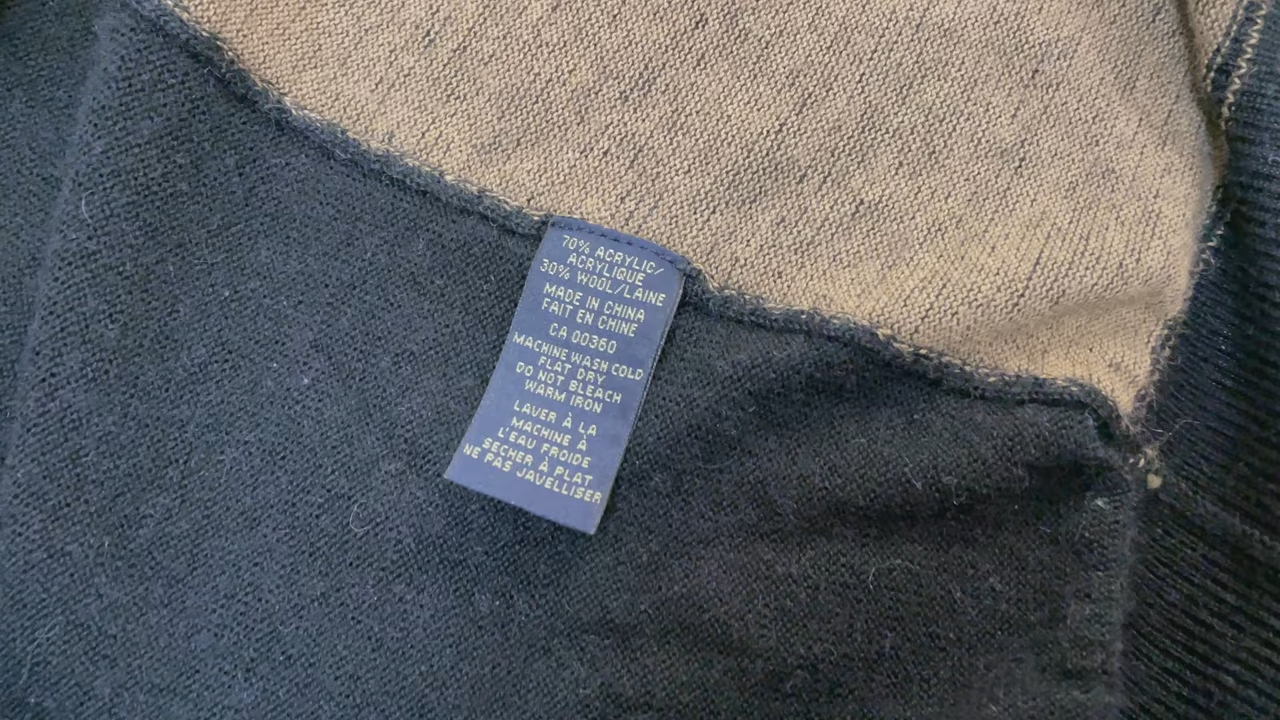 70% ACRYLIC/
ACRYLIQUE
30% WOOL/LAINE
MADE IN CHINA
FAIT EN CHINE
CA 00360
MACHINE WASH COLD
FLAT DRY
DO NOT BLEACH
WARM IRON
LAVER À LA
MACHINE À
L'EAU FROIDE
SECHER À PLAT
NE PAS JAVELLISER